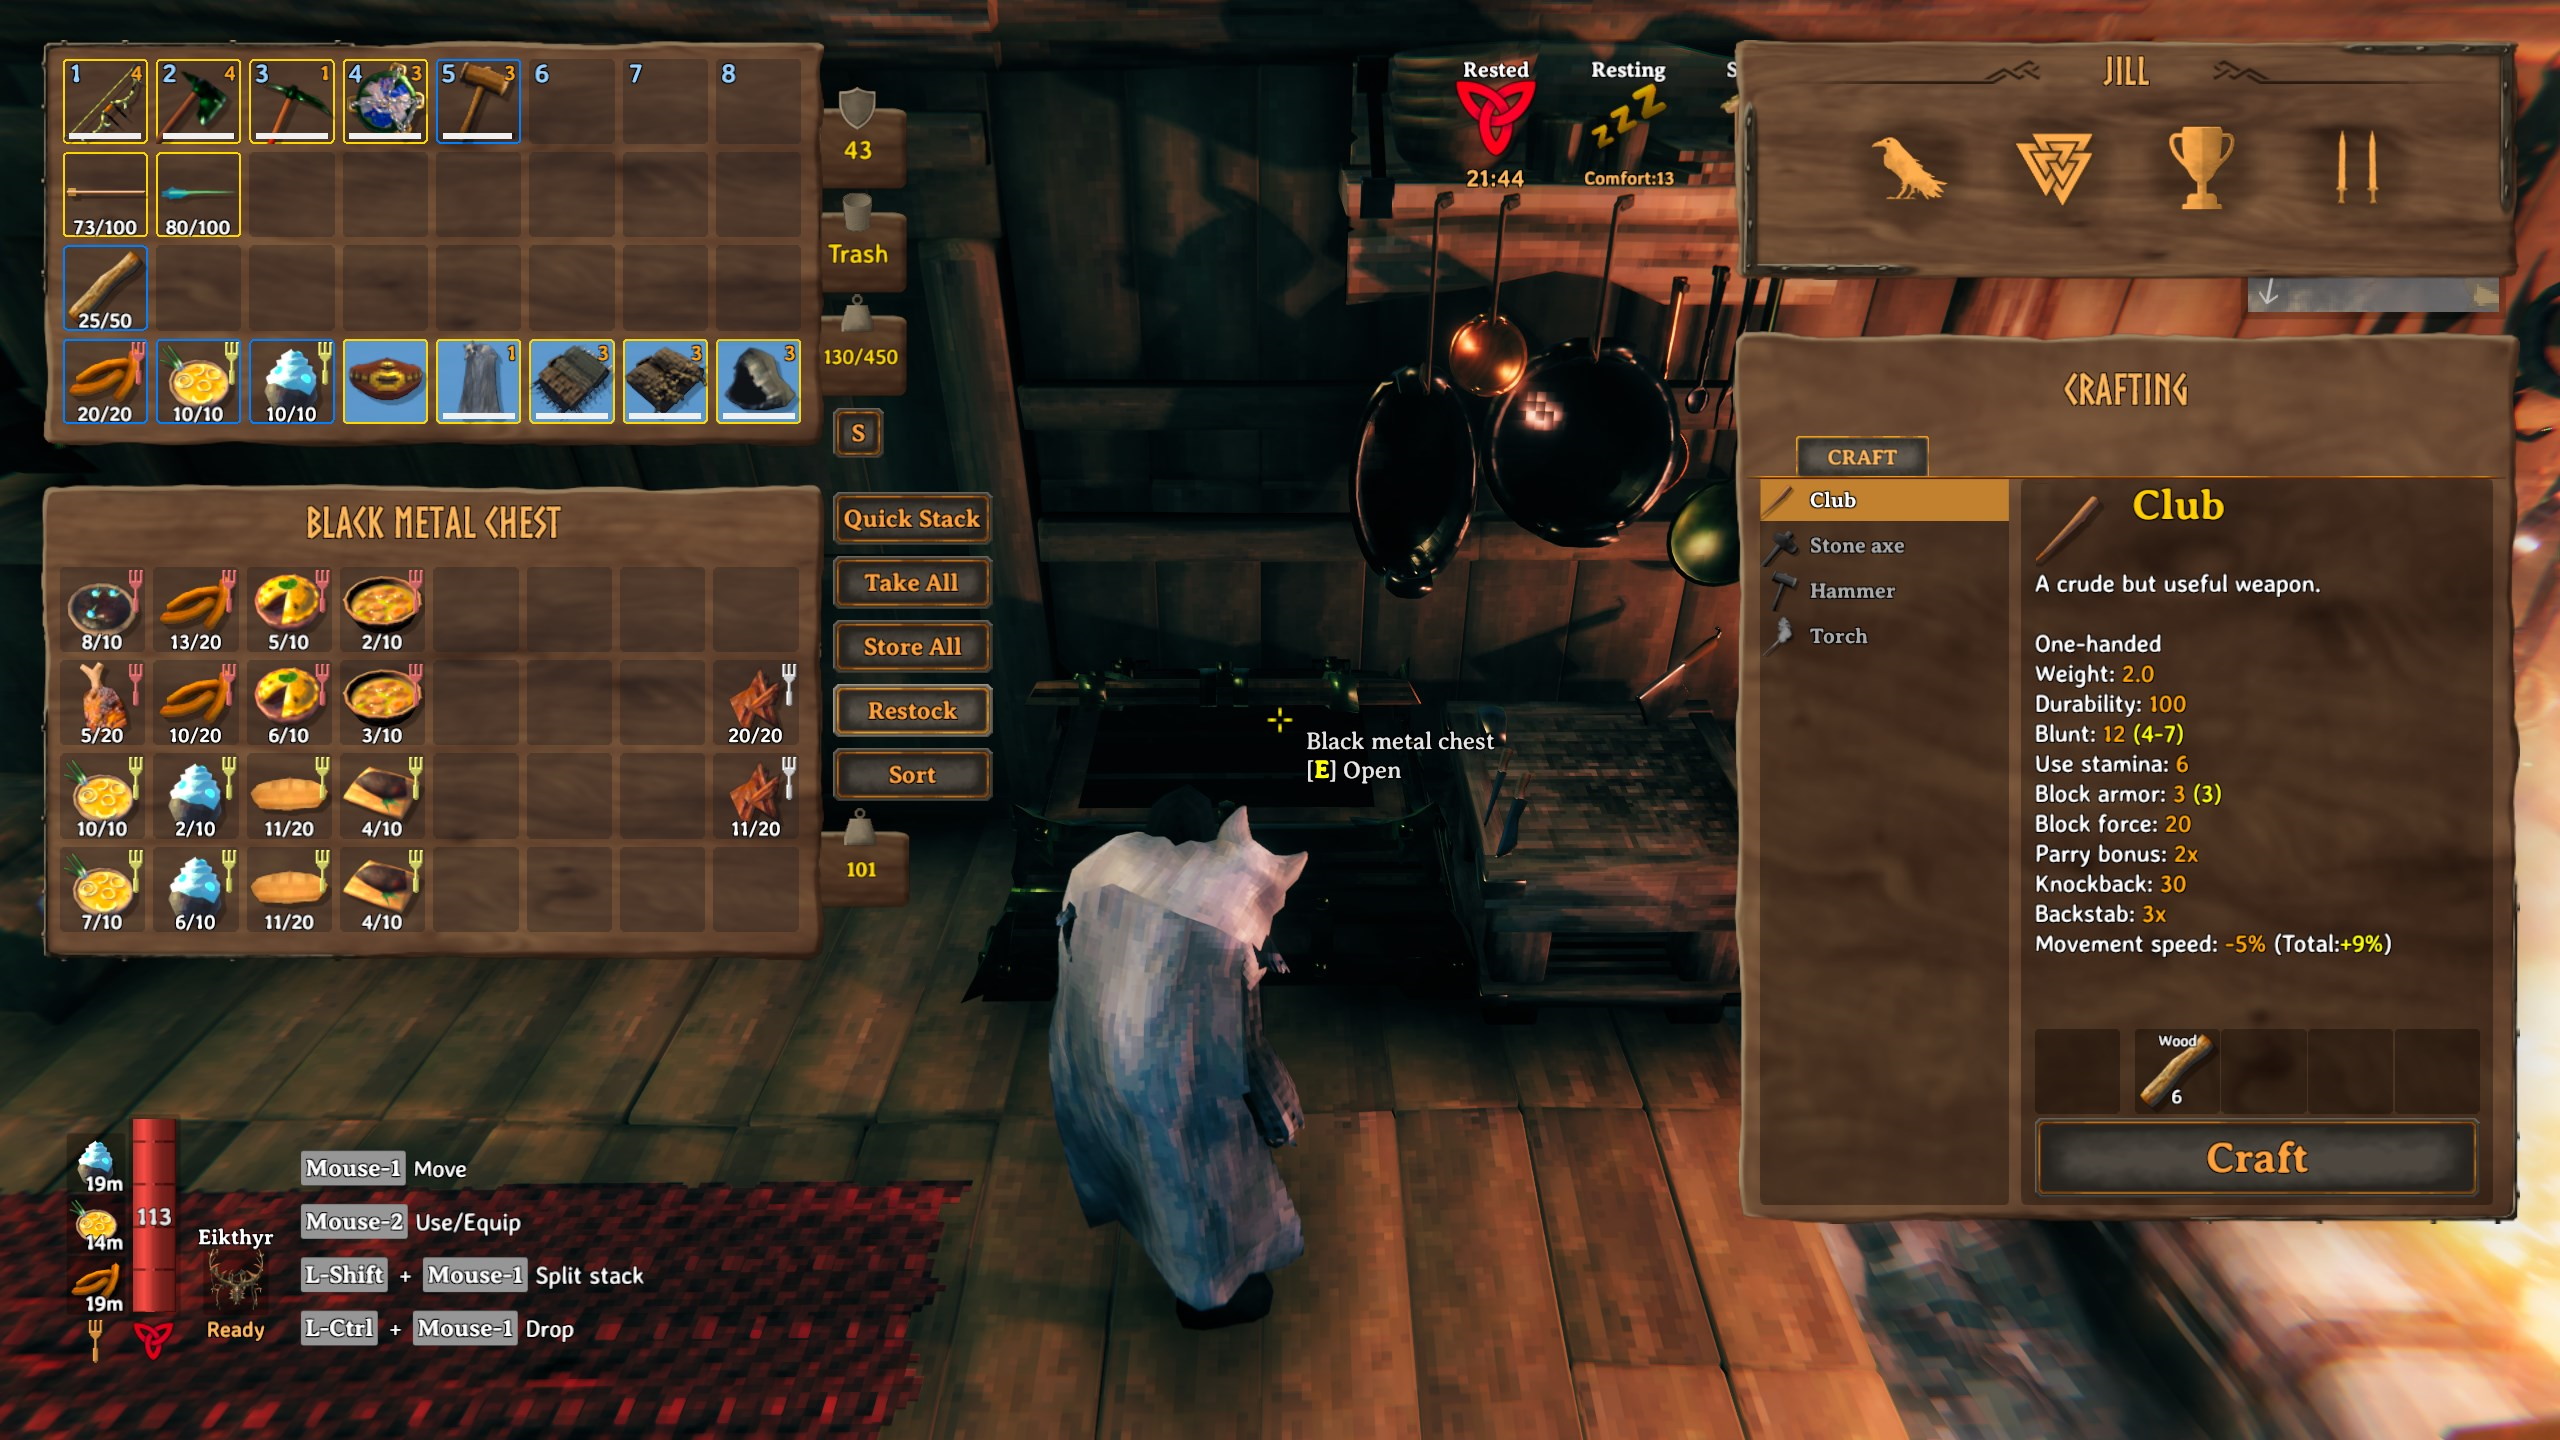 1 4 2 4 3 1 4 3 5 3 6 7 8
73/100 80/100
25/50
1 3 3 3
20/20 10/10 10/10
43
Trash
130/450
S
BLACK METAL CHEST
8/10 13/20 5/10 2/10
5/20 10/20 6/10 3/10 20/20
10/10 2/10 11/20 4/10 11/20
7/10 6/10 11/20 4/10
Quick Stack
Take All
Store All
Restock
Sort
101
Rested
21:44
Resting
Comfort:13
S
Black metal chest
[E] Open
JILL
CRAFTING
CRAFT
Club
Stone axe
Hammer
Torch
Club
A crude but useful weapon.
One-handed
Weight: 2.0
Durability: 100
Blunt: 12 (4-7)
Use stamina: 6
Block armor: 3 (3)
Block force: 20
Parry bonus: 2x
Knockback: 30
Backstab: 3x
Movement speed: -5% (Total:+9%)
Wood
6
Craft
19m
14m
19m
113
Eikthyr
Ready
Mouse-1 Move
Mouse-2 Use/Equip
L-Shift + Mouse-1 Split stack
L-Ctrl + Mouse-1 Drop